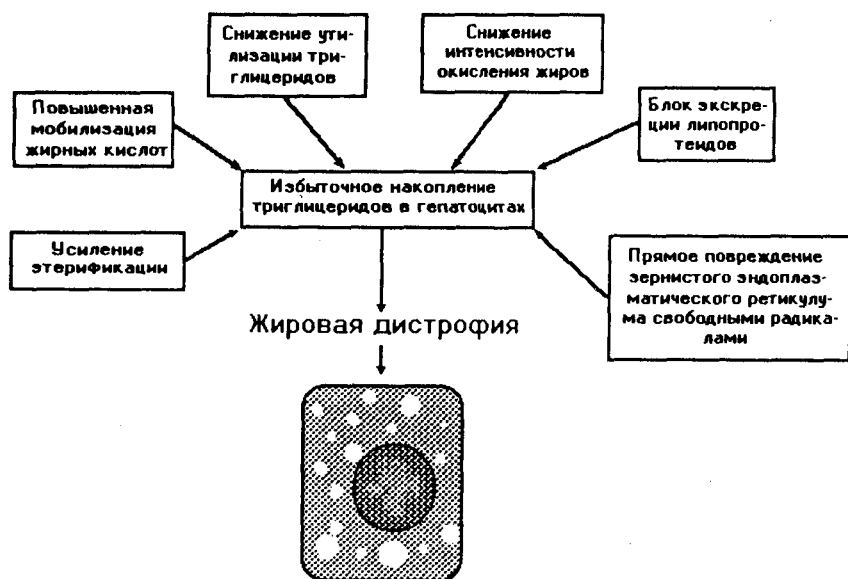 Снижение ути-
лизации три-
глицеридов
Снижение
интенсивности
окисления жиров
Повышенная
мобилизация
жирных кислот
Блок экскре-
ции липопро-
теидов
Избыточное накопление
триглицеридов в гепатоцитах
Усиление
этерификации
Прямое повреждение
зернистого эндоплаз-
матического ретикулу-
ма свободными радика-
лами
Жировая дистрофия